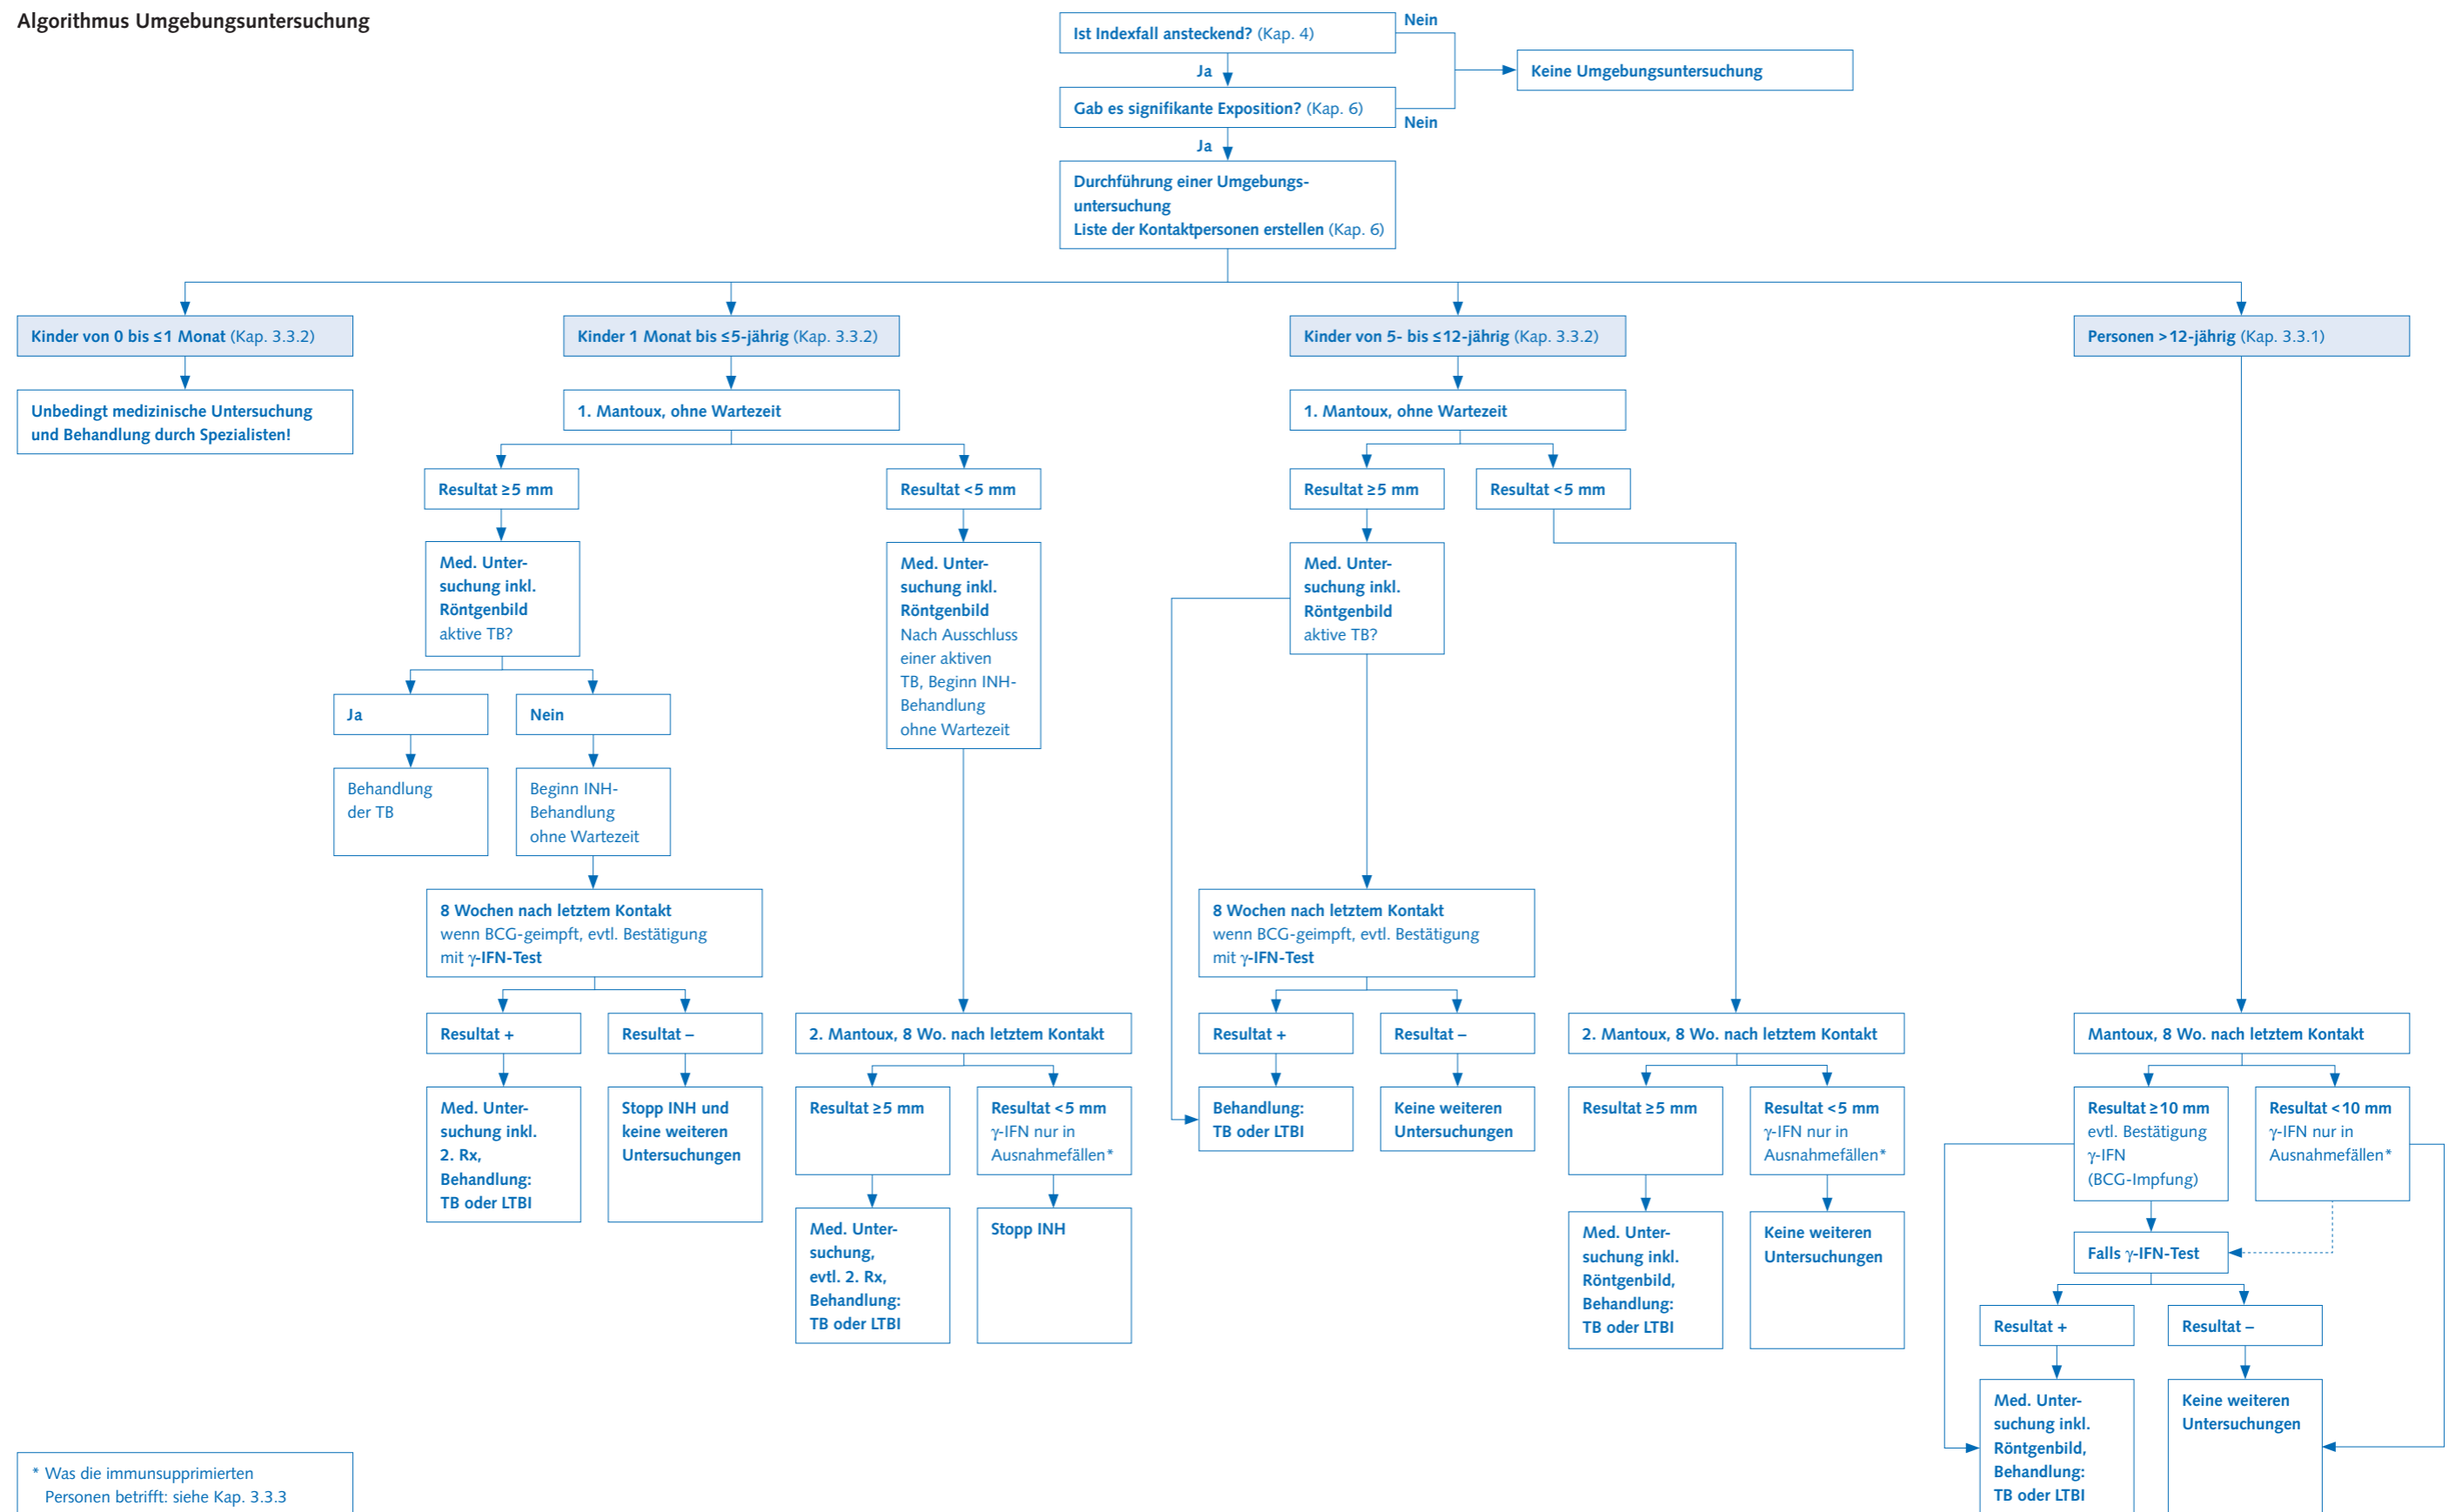 Algorithmus Umgebungsuntersuchung
Ist Indexfall ansteckend? (Kap. 4)
Nein
Keine Umgebungsuntersuchung
Ja
Gab es signifikante Exposition? (Kap. 6)
Nein
Ja
Durchführung einer Umgebungs-
untersuchung
Liste der Kontaktpersonen erstellen (Kap. 6)
Kinder von 0 bis ≤1 Monat (Kap. 3.3.2)
Unbedingt medizinische Untersuchung
und Behandlung durch Spezialisten!
Kinder 1 Monat bis ≤5-jährig (Kap. 3.3.2)
1. Mantoux, ohne Wartezeit
Resultat ≥5 mm
Med. Unter-
suchung inkl.
Röntgenbild
aktive TB?
Ja
Behandlung
der TB
Nein
Beginn INH-
Behandlung
ohne Wartezeit
8 Wochen nach letztem Kontakt
wenn BCG-geimpft, evtl. Bestätigung
mit γ-IFN-Test
Resultat +
Med. Unter-
suchung inkl.
2. Rx,
Behandlung:
TB oder LTBI
Resultat –
Stopp INH und
keine weiteren
Untersuchungen
Resultat <5 mm
Med. Unter-
suchung inkl.
Röntgenbild
Nach Ausschluss
einer aktiven
TB, Beginn INH-
Behandlung
ohne Wartezeit
2. Mantoux, 8 Wo. nach letztem Kontakt
Resultat ≥5 mm
Med. Unter-
suchung,
evtl. 2. Rx,
Behandlung:
TB oder LTBI
Resultat <5 mm
γ-IFN nur in
Ausnahmefällen*
Stopp INH
Kinder von 5- bis ≤12-jährig (Kap. 3.3.2)
1. Mantoux, ohne Wartezeit
Resultat ≥5 mm
Med. Unter-
suchung inkl.
Röntgenbild
aktive TB?
8 Wochen nach letztem Kontakt
wenn BCG-geimpft, evtl. Bestätigung
mit γ-IFN-Test
Resultat +
Behandlung:
TB oder LTBI
Resultat –
Keine weiteren
Untersuchungen
Resultat <5 mm
2. Mantoux, 8 Wo. nach letztem Kontakt
Resultat ≥5 mm
Med. Unter-
suchung inkl.
Röntgenbild,
Behandlung:
TB oder LTBI
Resultat <5 mm
γ-IFN nur in
Ausnahmefällen*
Keine weiteren
Untersuchungen
Personen >12-jährig (Kap. 3.3.1)
Mantoux, 8 Wo. nach letztem Kontakt
Resultat ≥10 mm
evtl. Bestätigung
γ-IFN
(BCG-Impfung)
Resultat <10 mm
γ-IFN nur in
Ausnahmefällen*
Falls γ-IFN-Test
Resultat +
Med. Unter-
suchung inkl.
Röntgenbild,
Behandlung:
TB oder LTBI
Resultat –
Keine weiteren
Untersuchungen
* Was die immunsupprimierten
Personen betrifft: siehe Kap. 3.3.3